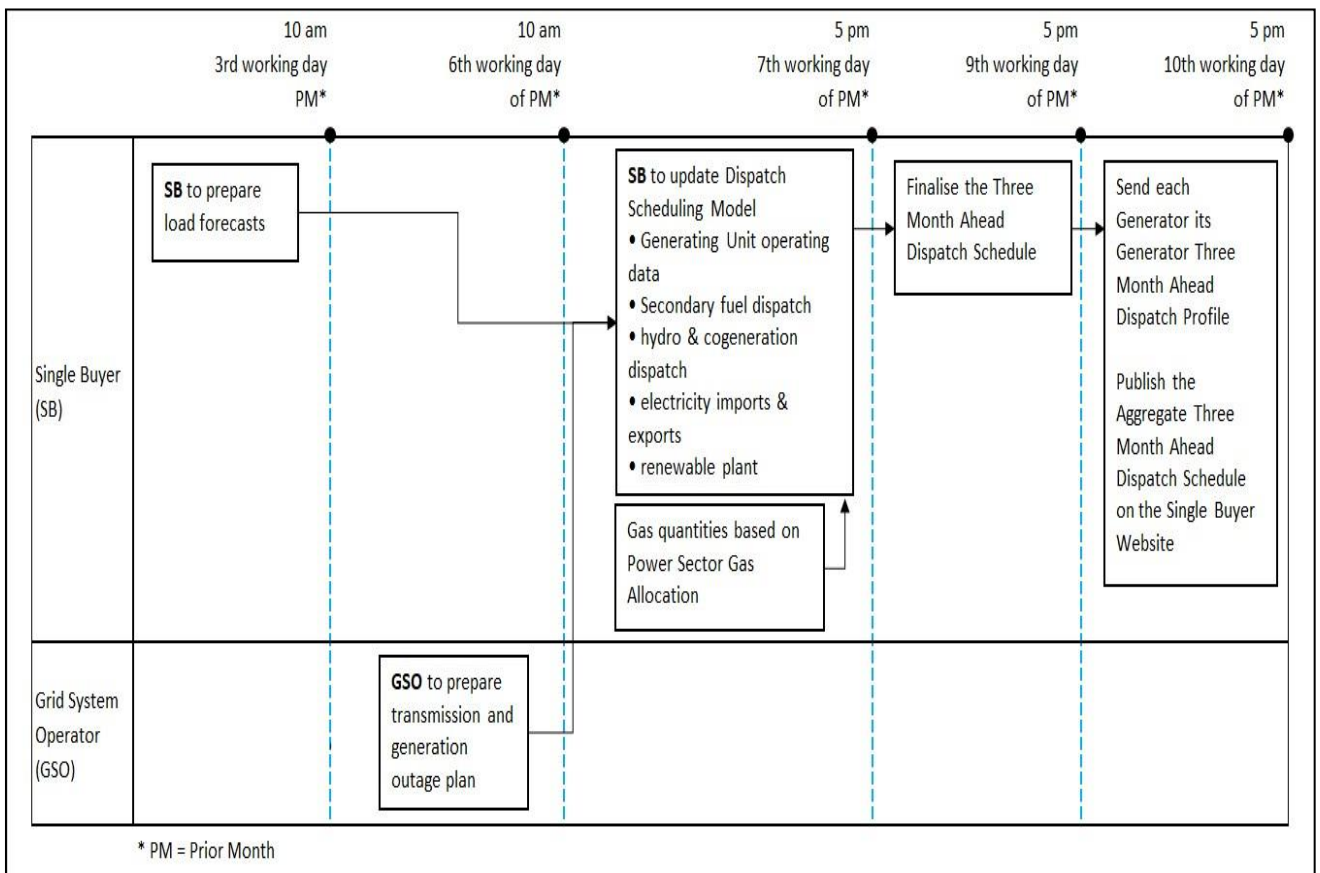 10 am
3rd working day
PM*
10 am
6th working day
of PM*
5 pm
7th working day
of PM*
5 pm
9th working day
of PM*
5 pm
10th working day
of PM*
Single Buyer
(SB)
SB to prepare
load forecasts
SB to update Dispatch
Scheduling Model
• Generating Unit operating
data
• Secondary fuel dispatch
• hydro & cogeneration
dispatch
• electricity imports &
exports
• renewable plant
Gas quantities based on
Power Sector Gas
Allocation
Finalise the Three
Month Ahead
Dispatch Schedule
Send each
Generator its
Generator Three
Month Ahead
Dispatch Profile
Publish the
Aggregate Three
Month Ahead
Dispatch Schedule
on the Single Buyer
Website
Grid System
Operator
(GSO)
GSO to prepare
transmission and
generation
outage plan
* PM = Prior Month